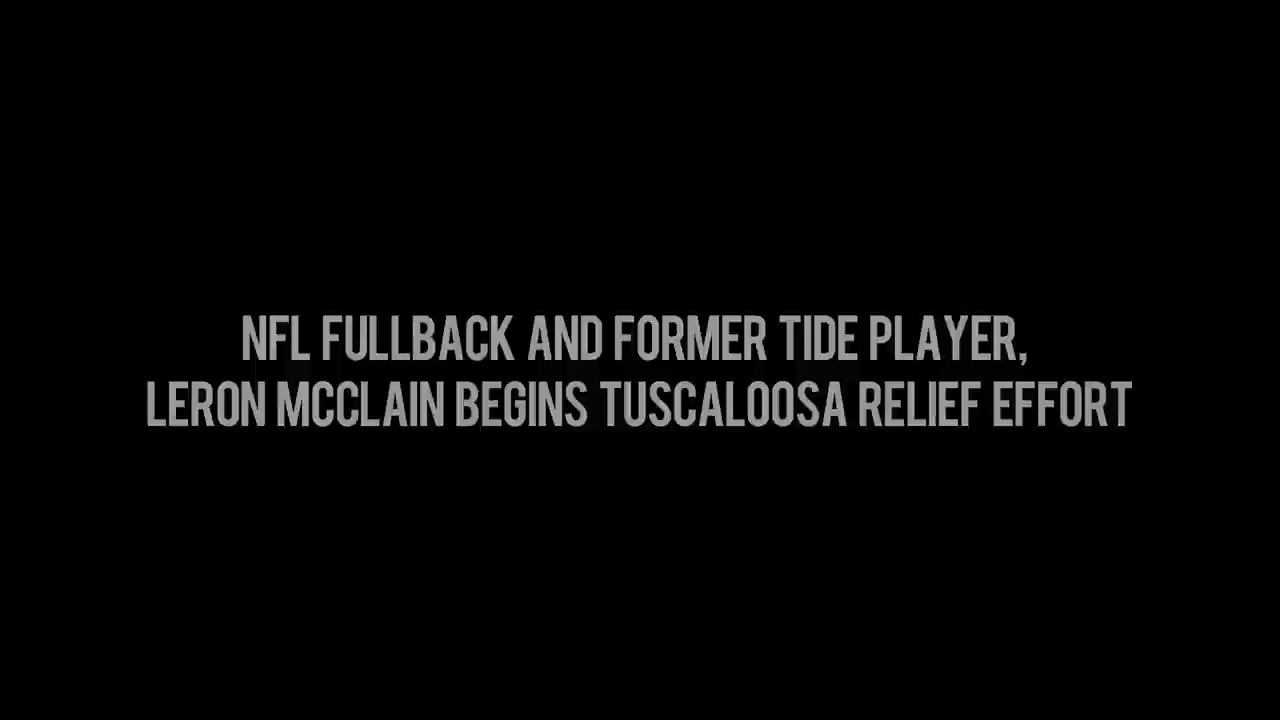 NFL FULLBACK AND FORMER TIDE PLAYER,
LERON MCCLAIN BEGINS TUSCALOOSA RELIEF EFFORT